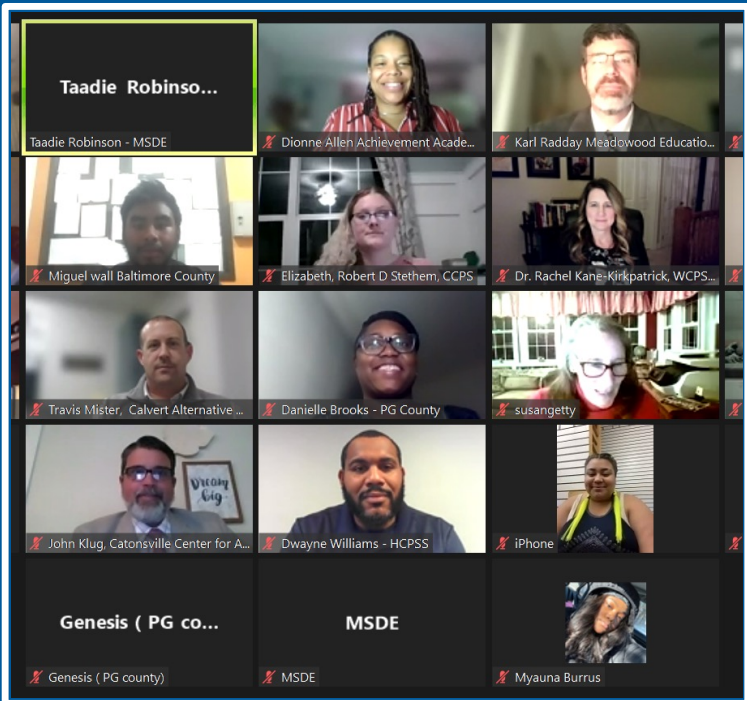 Taadie Robinso...
Taadie Robinson - MSDE
Dionne Allen Achievement Acade...
Karl Radday Meadowood Educatio...
Miguel wall Baltimore County
Elizabeth, Robert D Stethem, CCPS
Dr. Rachel Kane-Kirkpatrick, WCPS...
Travis Mister, Calvert Alternative ...
Danielle Brooks - PG County
susangetty
Dream
big.
John Klug, Catonsville Center for A...
Dwayne Williams - HCPSS
iPhone
Genesis ( PG co...
Genesis ( PG county)
MSDE
MSDE
Myauna Burrus